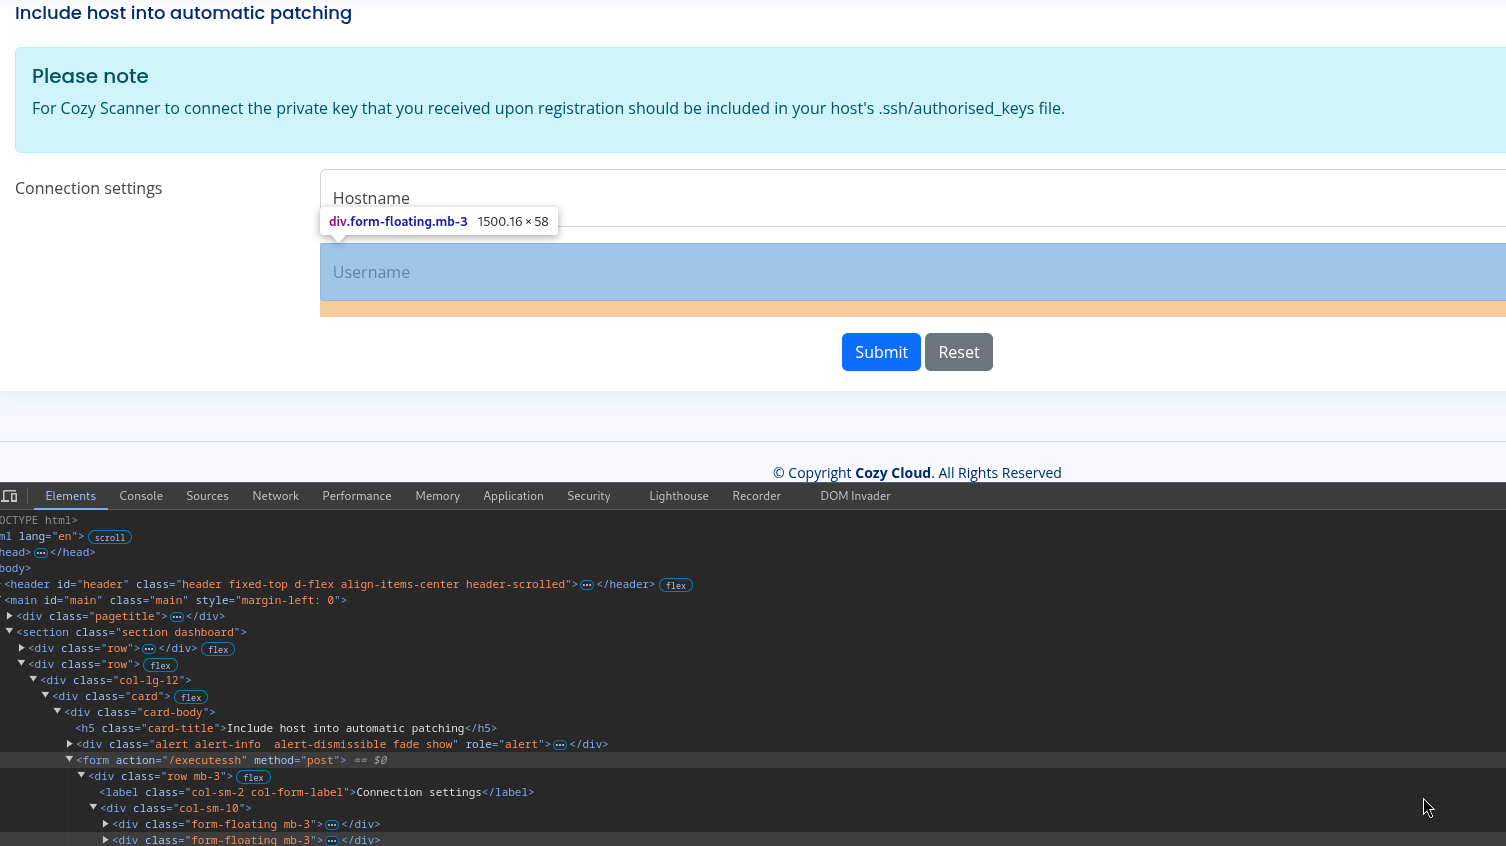 Include host into automatic patching
Please note
For Cozy Scanner to connect the private key that you received upon registration should be included in your host's .ssh/authorised_keys file.
Connection settings
Hostname
div.form-floating.mb-3 1500.16 × 58
Username
Submit Reset
© Copyright Cozy Cloud. All Rights Reserved
Elements Console Sources Network Performance Memory Application Security Lighthouse Recorder DOM Invader
OCTYPE html>
ml lang="en"> scroll
head> ••• </head>
body>
<header id="header" class="header fixed-top d-flex align-items-center header-scrolled"> ••• </header> flex
<main id="main" class="main" style="margin-left: 0">
<div class="pagetitle"> ••• </div>
<section class="section dashboard">
<div class="row"> ••• </div> flex
<div class="row"> flex
<div class="col-lg-12">
<div class="card"> flex
<div class="card-body">
<h5 class="card-title">Include host into automatic patching</h5>
<div class="alert alert-info  alert-dismissible fade show" role="alert"> ••• </div>
<form action="/executessh" method="post"> == $0
<div class="row mb-3"> flex
<label class="col-sm-2 col-form-label">Connection settings</label>
<div class="col-sm-10">
<div class="form-floating mb-3"> ••• </div>
<div class="form-floating mb-3"> ••• </div>